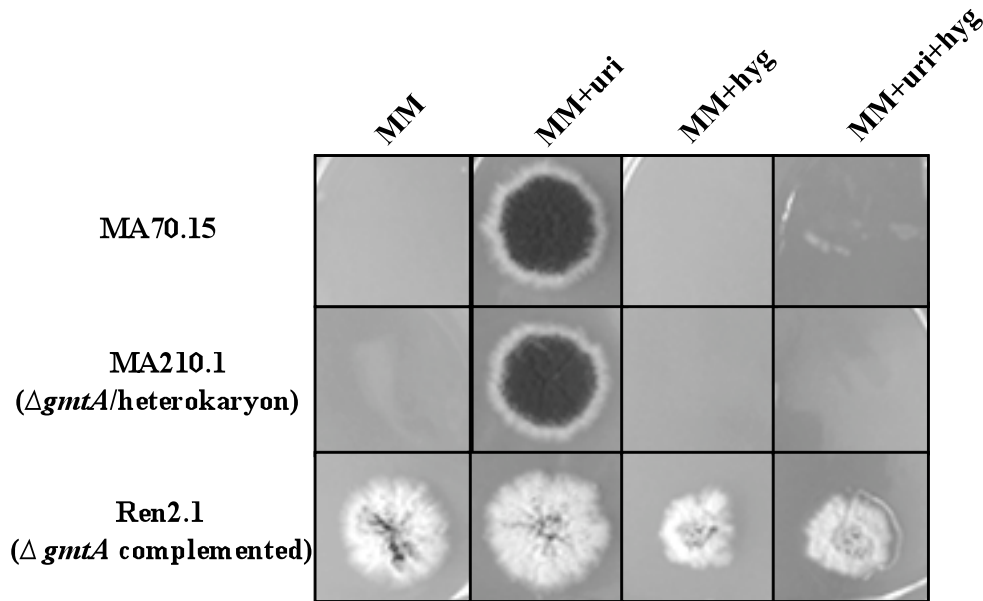 MM
MM+uri
MM+hyg
MM+uri+hyg
MA70.15
MA210.1
(ΔgmtA/heterokaryon)
Ren2.1
(Δ gmtA complemented)